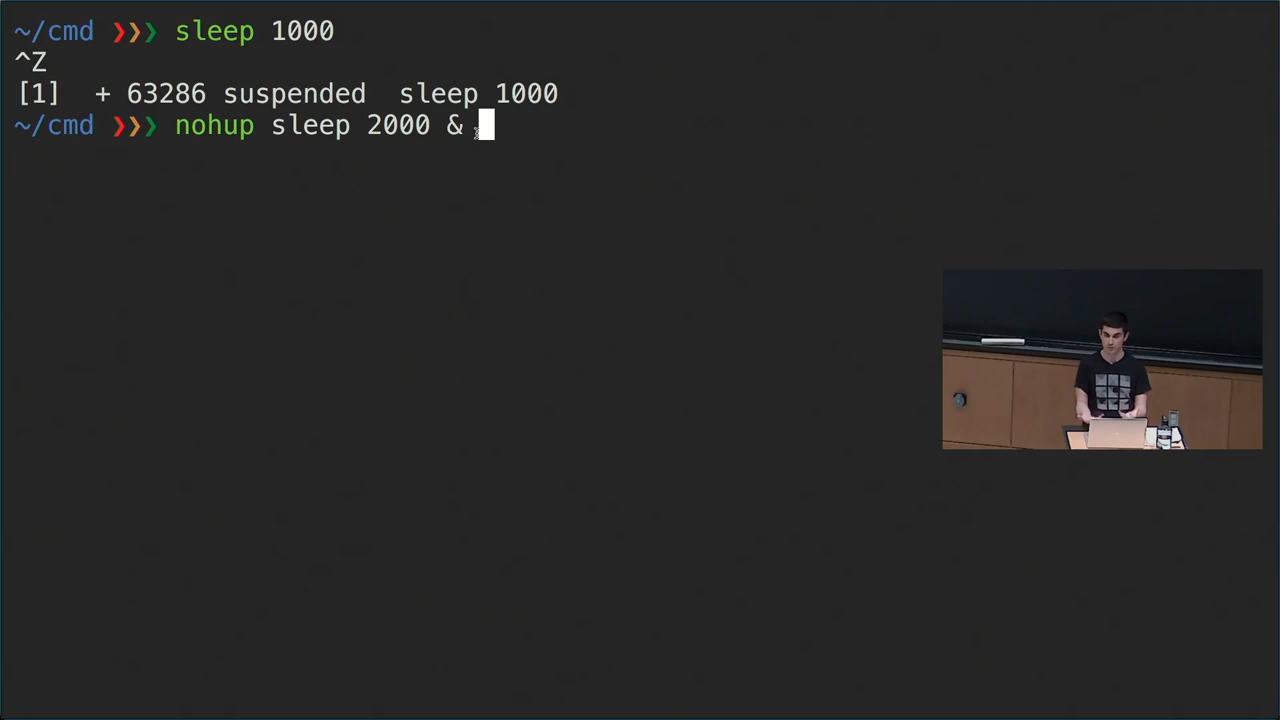 ~/cmd ❯❯❯ sleep 1000
^Z
[1]  + 63286 suspended  sleep 1000
~/cmd ❯❯❯ nohup sleep 2000 &